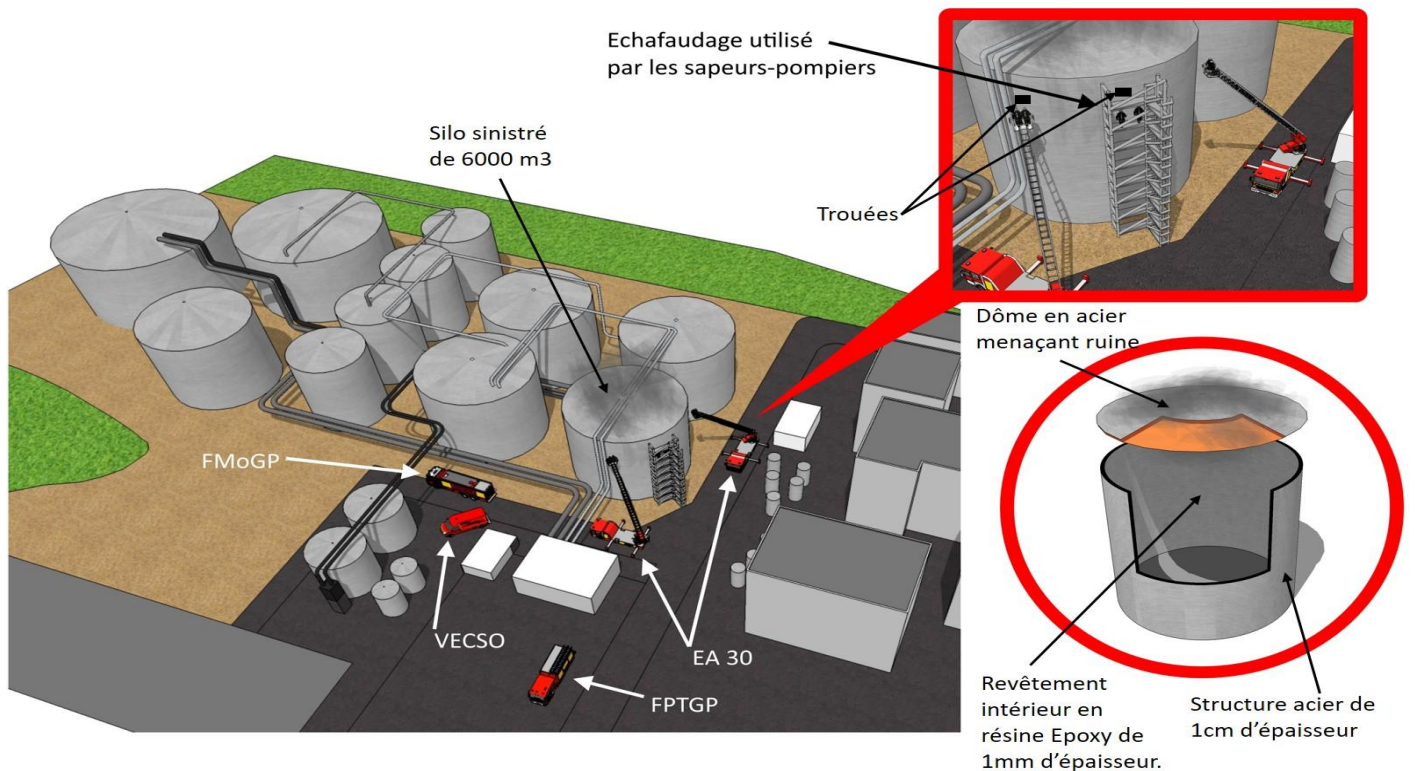 Echafaudage utilisé
par les sapeurs-pompiers
Silo sinistré
de 6000 m3
Trouées
Dôme en acier
menaçant ruine
FMoGP
VECSO
EA 30
FPTGP
Revêtement
intérieur en
résine Epoxy de
1mm d’épaisseur.
Structure acier de
1cm d’épaisseur